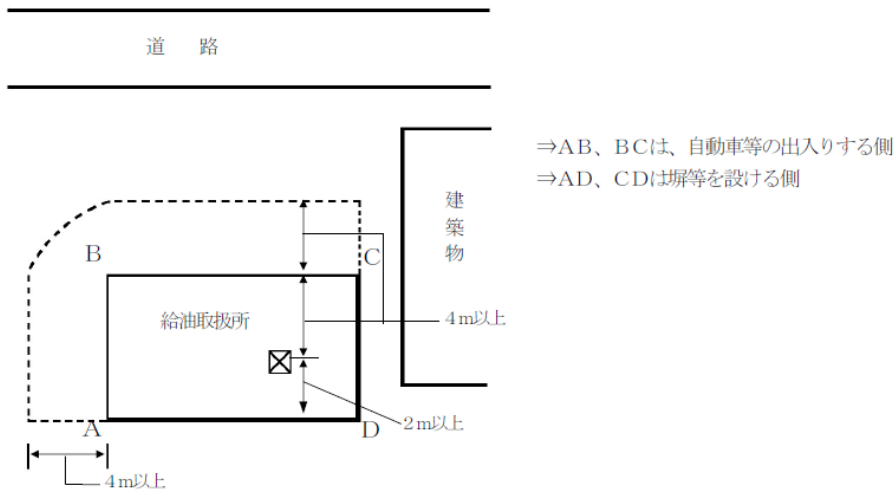 道　路
⇒ＡＢ、ＢＣは、自動車等の出入りする側
⇒ＡＤ、ＣＤは塀等を設ける側
建築物
Ｂ
Ｃ
給油取扱所
４ｍ以上
２ｍ以上
Ａ
Ｄ
４ｍ以上